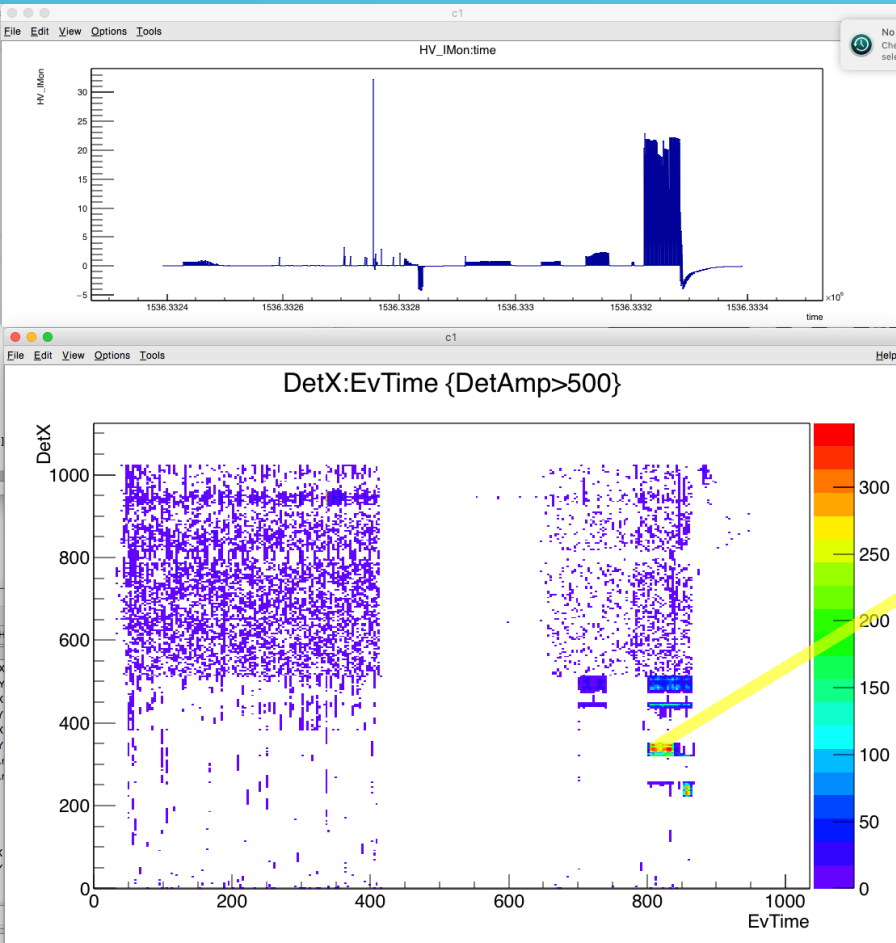 c1
File Edit View Options Tools
No
Che
sele
HV_IMon:time
HV_IMon
30
25
20
15
10
5
0
−5
1536.3324
1536.3326
1536.3328
1536.333
1536.3332
1536.3334
×10⁶
time
c1
File Edit View Options Tools
Help
DetX:EvTime {DetAmp>500}
DetX
1000
800
600
400
200
0
0
200
400
600
800
1000
EvTime
300
250
200
150
100
50
0